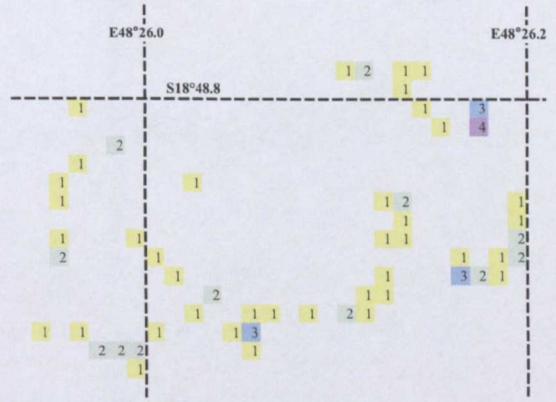 E48°26.0 E48°26.2
1 2 1 1
S18°48.8 1
1 1 3
1 4
2
1
1 1
1 1 2 1
1 1
1 1 1 1 2
2 1 1 1 2
1 1 3 2 1
2 1 1
1 1 1 1 2 1
1 1 1 1 3
2 2 2 1
1